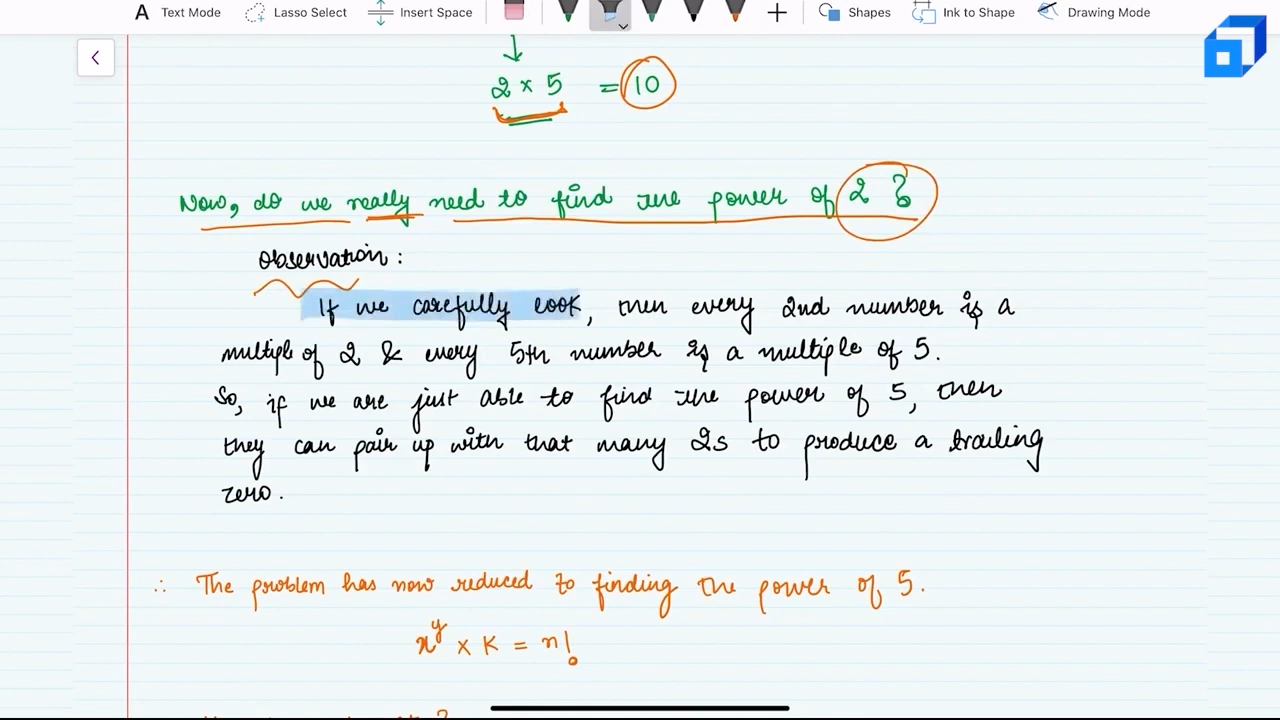 A Text Mode Lasso Select Insert Space Shapes Ink to Shape Drawing Mode
2 × 5 = 10
Now, do we really need to find the power of 2 ?
Observation :
If we carefully look, then every 2nd number is a
multiple of 2 & every 5th number is a multiple of 5.
So, if we are just able to find the power of 5, then
they can pair up with that many 2s to produce a trailing
zero.
∴ The problem has now reduced to finding the power of 5.
x^y × K = n!